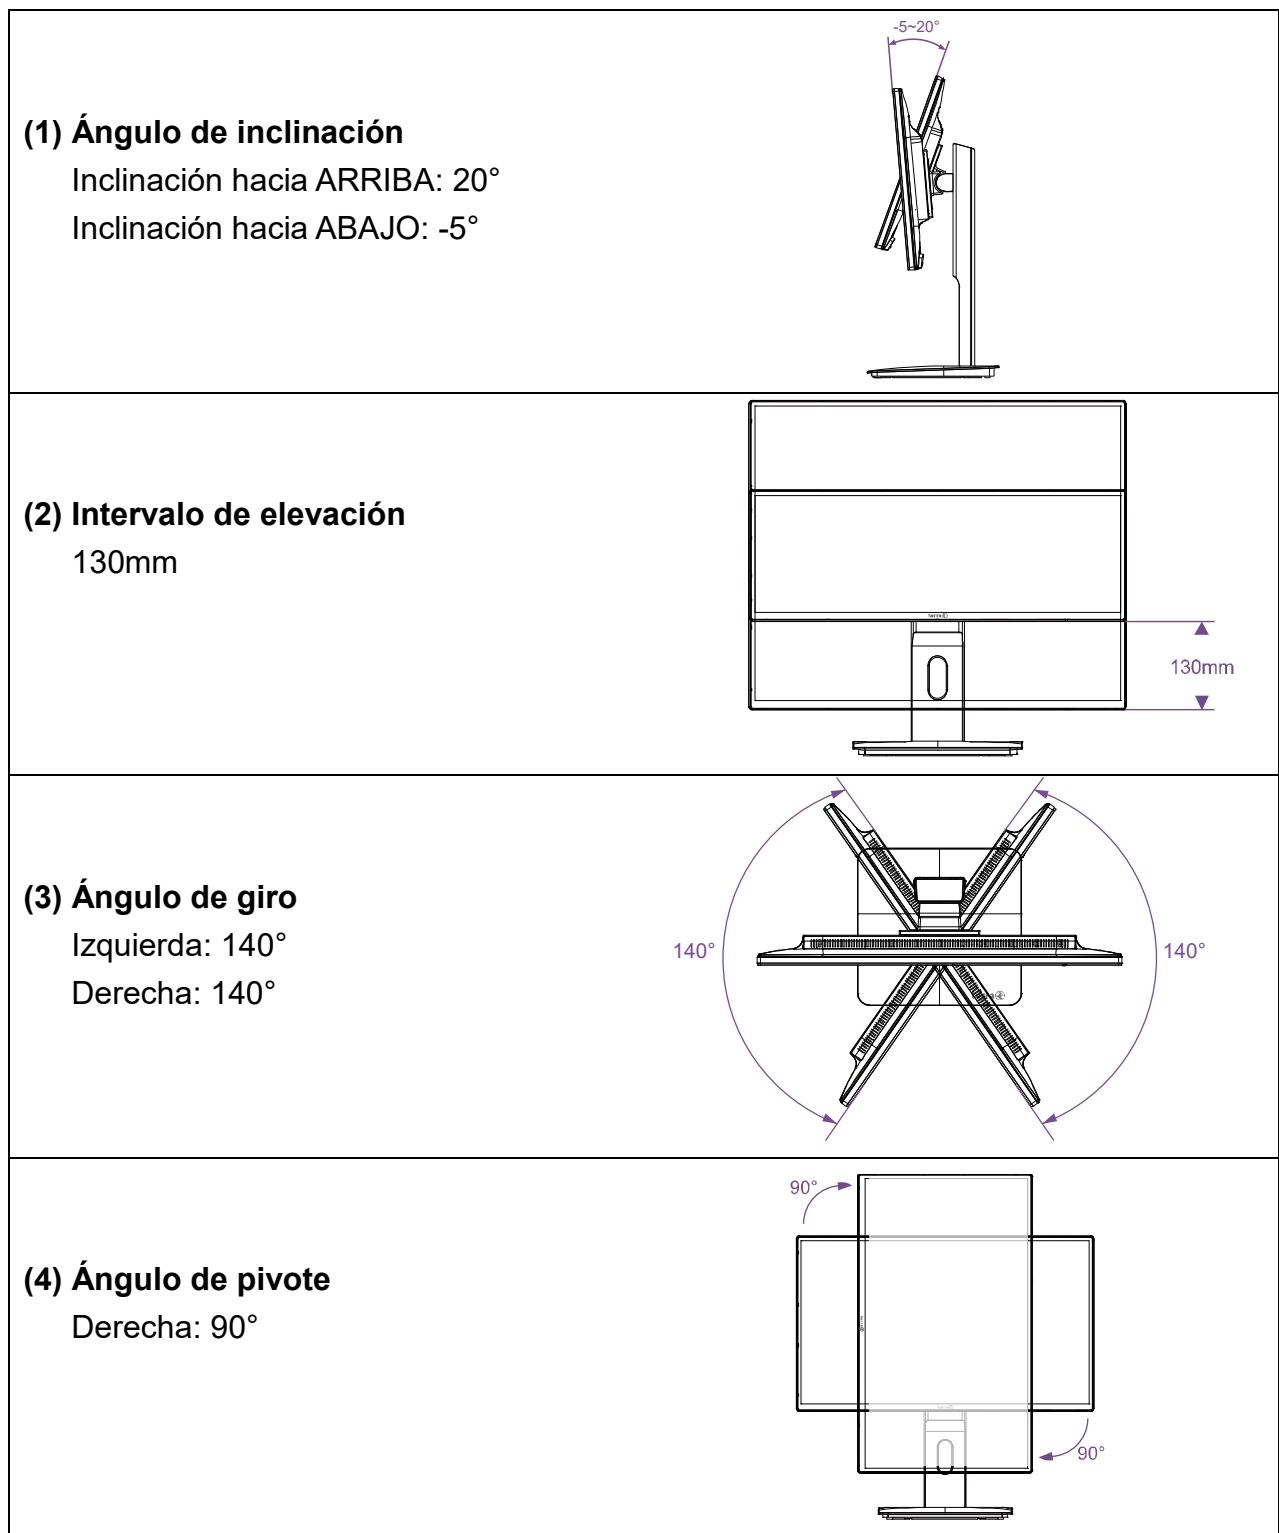 -5~20°
(1) Ángulo de inclinación
Inclinación hacia ARRIBA: 20°
Inclinación hacia ABAJO: -5°
(2) Intervalo de elevación
130mm
130mm
(3) Ángulo de giro
Izquierda: 140°
Derecha: 140°
140°
140°
(4) Ángulo de pivote
Derecha: 90°
90°
90°